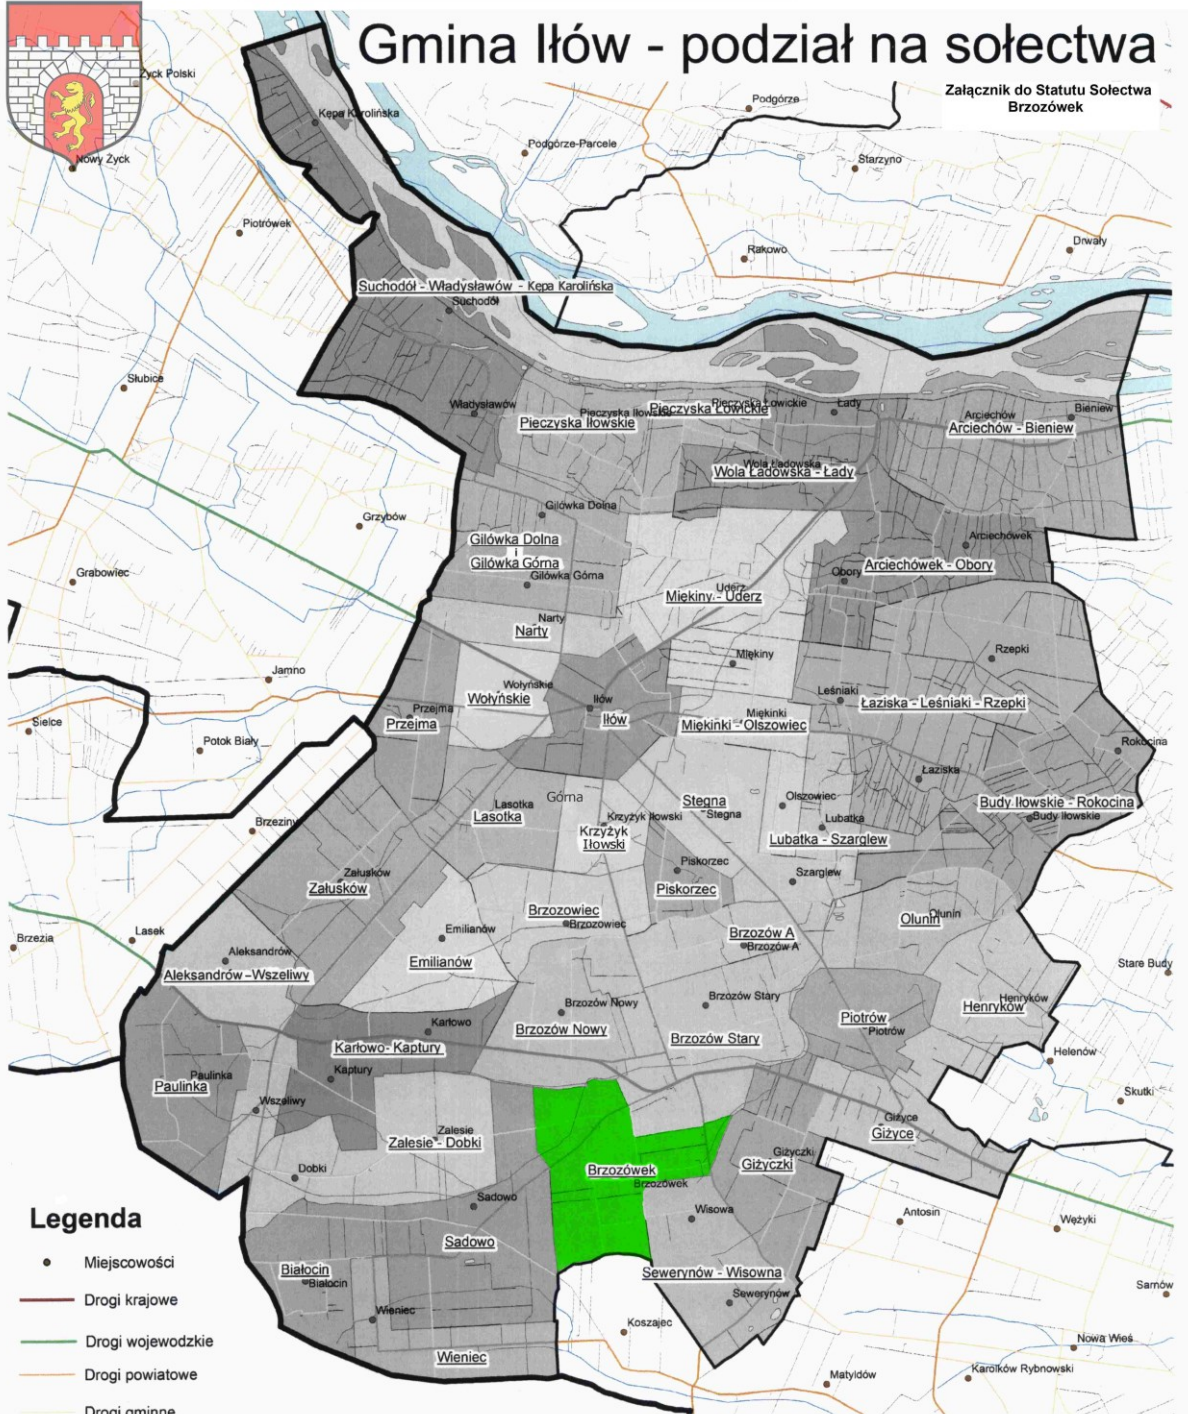 Gmina Iłów - podział na sołectwa
Załącznik do Statutu Sołectwa
Brzozówek
Życk Polski
Podgórze
Kępa Karolińska
Podgórze-Parcele
Starzyno
Nowy Życk
Piotrówek
Rakowo
Drwały
Suchodół - Władysławów - Kępa Karolińska
Suchodół
Słubice
Władysławów
Pieczyska Iłowskie
Pieczyska Łowickie
Pieczyska Łowickie
Łady
Arciechów
Bieniew
Pieczyska Iłowskie
Arciechów - Bieniew
Wola Ładowska
Wola Ładowska - Łady
Gilówka Dolna
Grzybów
Gilówka Dolna
i
Gilówka Górna
Arciechówek
Arciechówek - Obory
Grabowiec
Gilówka Górna
Obory
Uderz
Miękiny - Uderz
Narty
Narty
Miękiny
Rzepki
Jamno
Wołyńskie
Wołyńskie
Leśniaki
Łaziska - Leśniaki - Rzepki
Iłów
Iłów
Przejma
Przejma
Miękinki
Miękinki - Olszowiec
Sielce
Potok Biały
Rokocina
Łaziska
Górna
Lasotka
Lasotka
Stegna
Stegna
Olszowiec
Budy Iłowskie - Rokocina
Budy Iłowskie
Brzeziny
Krzyżyk Iłowski
Krzyżyk
Iłowski
Lubatka
Lubatka - Szarglew
Piskorzec
Piskorzec
Załusków
Załusków
Szarglew
Brzozowiec
Brzozowiec
Olunin
Olunin
Emilianów
Emilianów
Brzozów A
Brzozów A
Brzezia
Lasek
Aleksandrów
Aleksandrów - Wszeliwy
Stare Budy
Brzozów Nowy
Brzozów Nowy
Brzozów Stary
Brzozów Stary
Henryków
Henryków
Piotrów
Piotrów
Karłowo
Karłowo- Kaptury
Helenów
Kaptury
Paulinka
Paulinka
Skutki
Wszeliwy
Giżyce
Giżyce
Zalesie
Zalesie - Dobki
Giżyczki
Giżyczki
Dobki
Brzozówek
Brzozówek
Sadowo
Sadowo
Wisowa
Antosin
Wężyki
Legenda
Miejscowości
Drogi krajowe
Drogi wojewodzkie
Drogi powiatowe
Drogi gminne
Białocin
Białocin
Sewerynów - Wisowna
Sewerynów
Sarnów
Wieniec
Wieniec
Koszajec
Nowa Wieś
Matyldów
Karolków Rybnowski